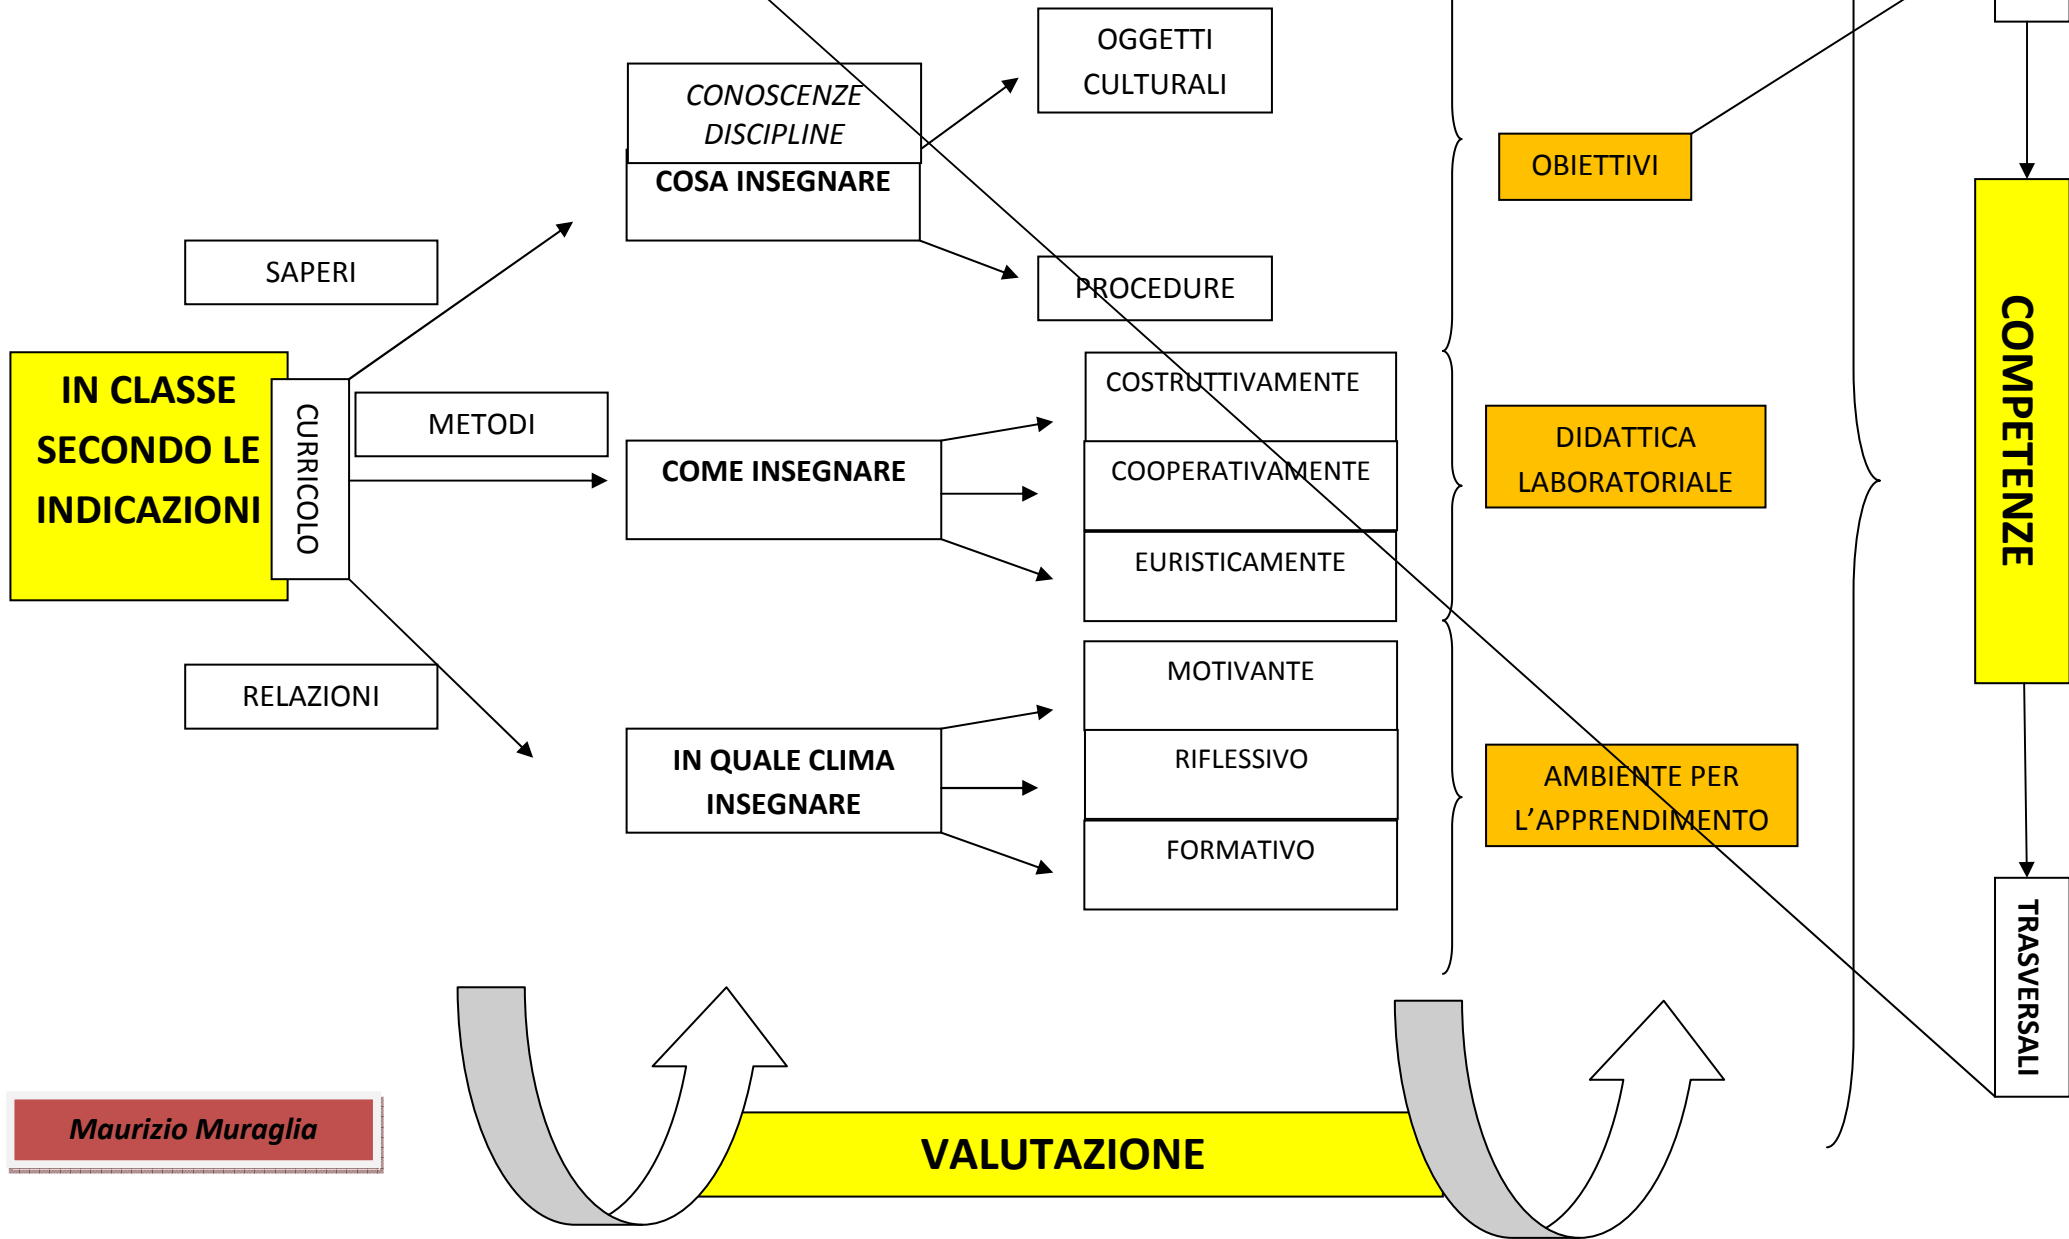 OGGETTI
CULTURALI
CONOSCENZE
DISCIPLINE
COSA INSEGNARE
OBIETTIVI
SAPERI
PROCEDURE
IN CLASSE
SECONDO LE
INDICAZIONI
CURRICOLO
METODI
COME INSEGNARE
COSTRUTTIVAMENTE
COOPERATIVAMENTE
EURISTICAMENTE
DIDATTICA
LABORATORIALE
COMPETENZE
RELAZIONI
IN QUALE CLIMA
INSEGNARE
MOTIVANTE
RIFLESSIVO
FORMATIVO
AMBIENTE PER
L’APPRENDIMENTO
TRASVERSALI
Maurizio Muraglia
VALUTAZIONE